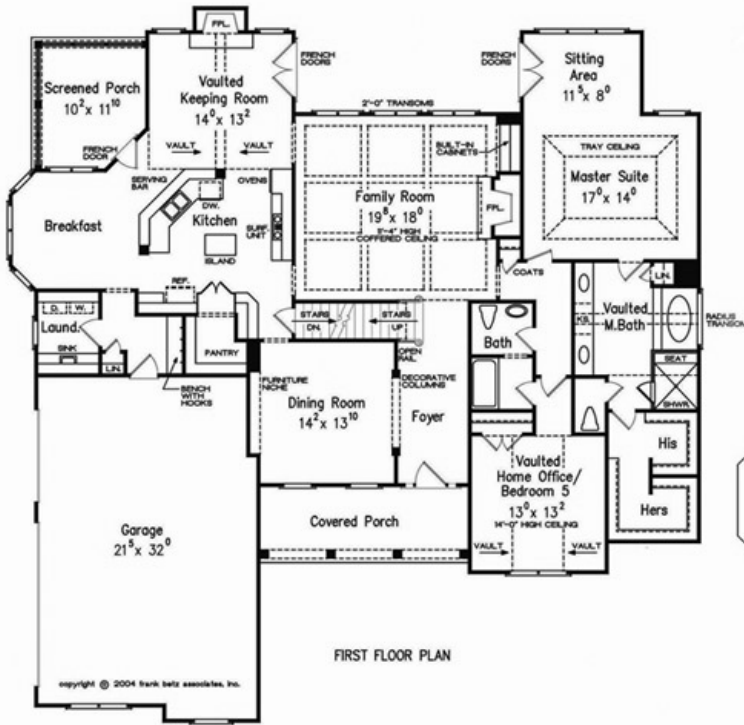 FPL.
FRENCH
DOORS
FRENCH
DOORS
Sitting
Area
11⁵ x 8⁰
Screened Porch
10² x 11¹⁰
Vaulted
Keeping Room
14⁰ x 13²
2'-0" TRANSOMS
VAULT
VAULT
FRENCH
DOOR
BUILT-IN
CABINETS
TRAY CEILING
Master Suite
17⁰ x 14⁰
SERVING
BAR
OVENS
DW.
Family Room
19⁶ x 18⁰
COFFERED CEILING
FPL.
Breakfast
Kitchen
SURF.
UNIT
ISLAND
REF.
COATS
LIN.
D.
W.
Laund.
SINK
LIN.
PANTRY
STAIRS
DN.
STAIRS
UP
Bath
KS.
Vaulted
M.Bath
RADIUS
TRANSOM
OPEN
RAIL
SEAT
SHWR.
BENCH
WITH
HOOKS
FURNITURE
NICHE
DECORATIVE
COLUMNS
Dining Room
14² x 13¹⁰
Foyer
His
Hers
Vaulted
Home Office/
Bedroom 5
13⁰ x 13²
14'-0" HIGH CEILING
VAULT
VAULT
Covered Porch
Garage
21⁵ x 32⁰
FIRST FLOOR PLAN
copyright © 2004 frank betz associates, inc.